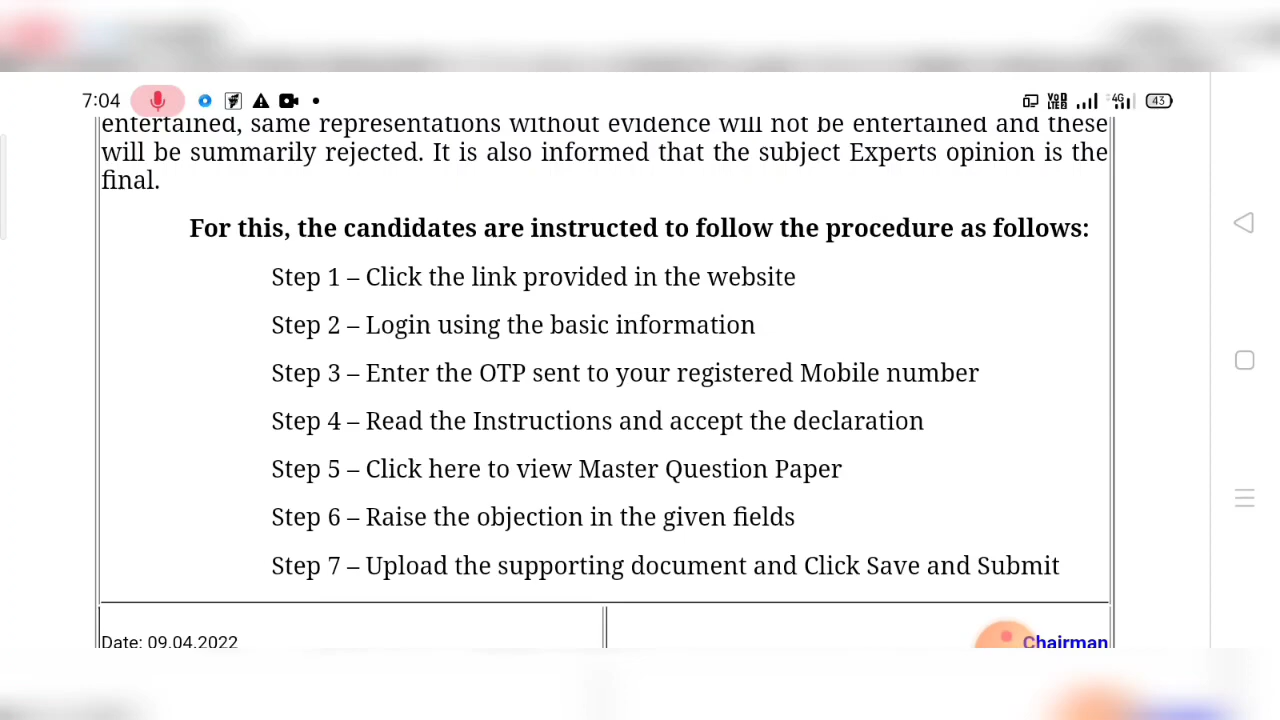 7:04
VoD LTED
4G
43
entertained, same representations without evidence will not be entertained and these
will be summarily rejected. It is also informed that the subject Experts opinion is the
final.
For this, the candidates are instructed to follow the procedure as follows:
Step 1 – Click the link provided in the website
Step 2 – Login using the basic information
Step 3 – Enter the OTP sent to your registered Mobile number
Step 4 – Read the Instructions and accept the declaration
Step 5 – Click here to view Master Question Paper
Step 6 – Raise the objection in the given fields
Step 7 – Upload the supporting document and Click Save and Submit
Date: 09.04.2022
Chairman